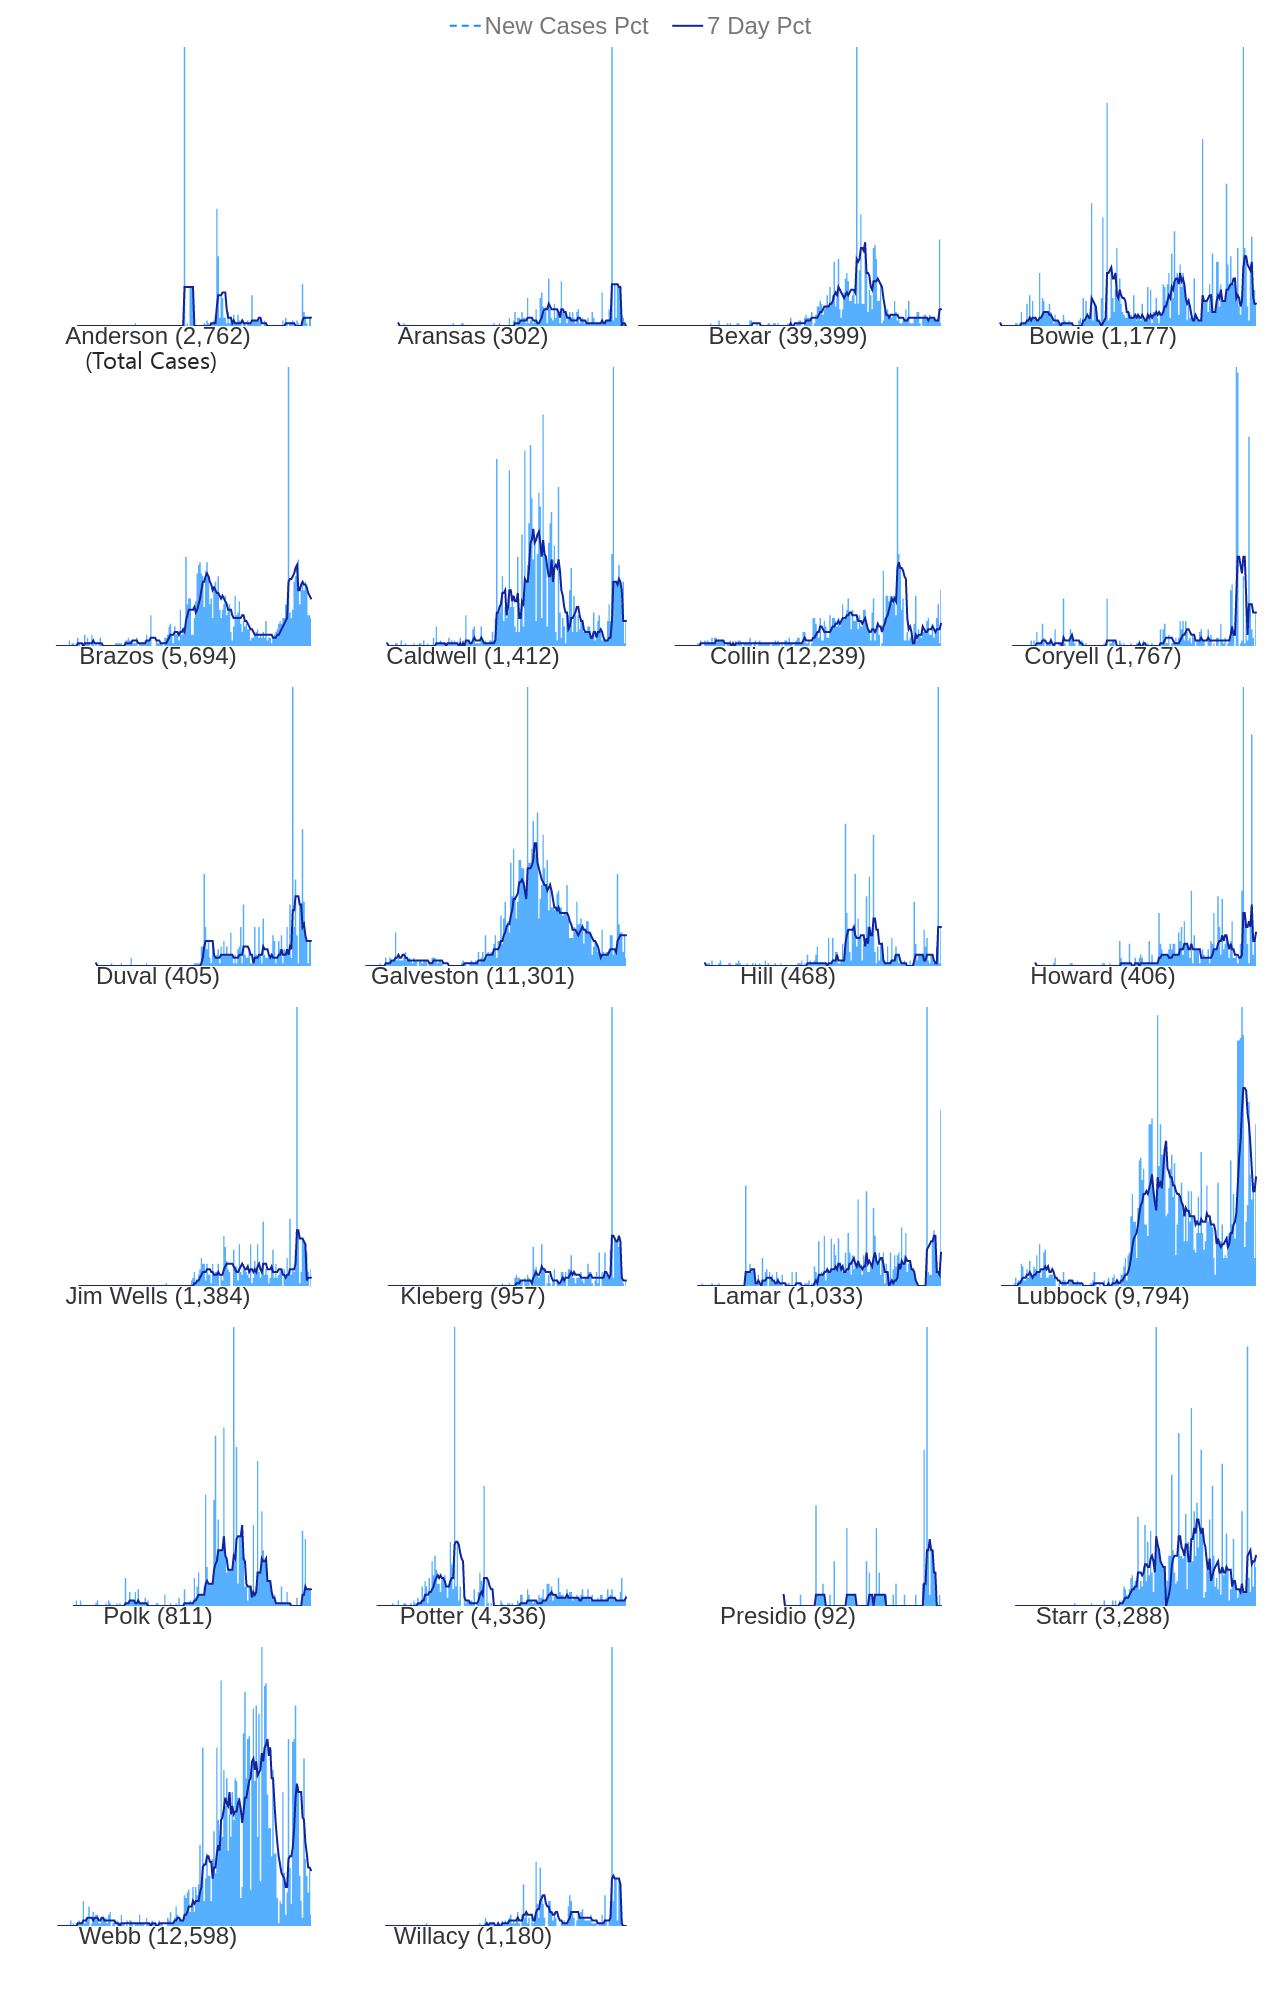 New Cases Pct 7 Day Pct
Anderson (2,762) Aransas (302) Bexar (39,399) Bowie (1,177)
(Total Cases)
Brazos (5,694) Caldwell (1,412) Collin (12,239) Coryell (1,767)
Duval (405) Galveston (11,301) Hill (468) Howard (406)
Jim Wells (1,384) Kleberg (957) Lamar (1,033) Lubbock (9,794)
Polk (811) Potter (4,336) Presidio (92) Starr (3,288)
Webb (12,598) Willacy (1,180)